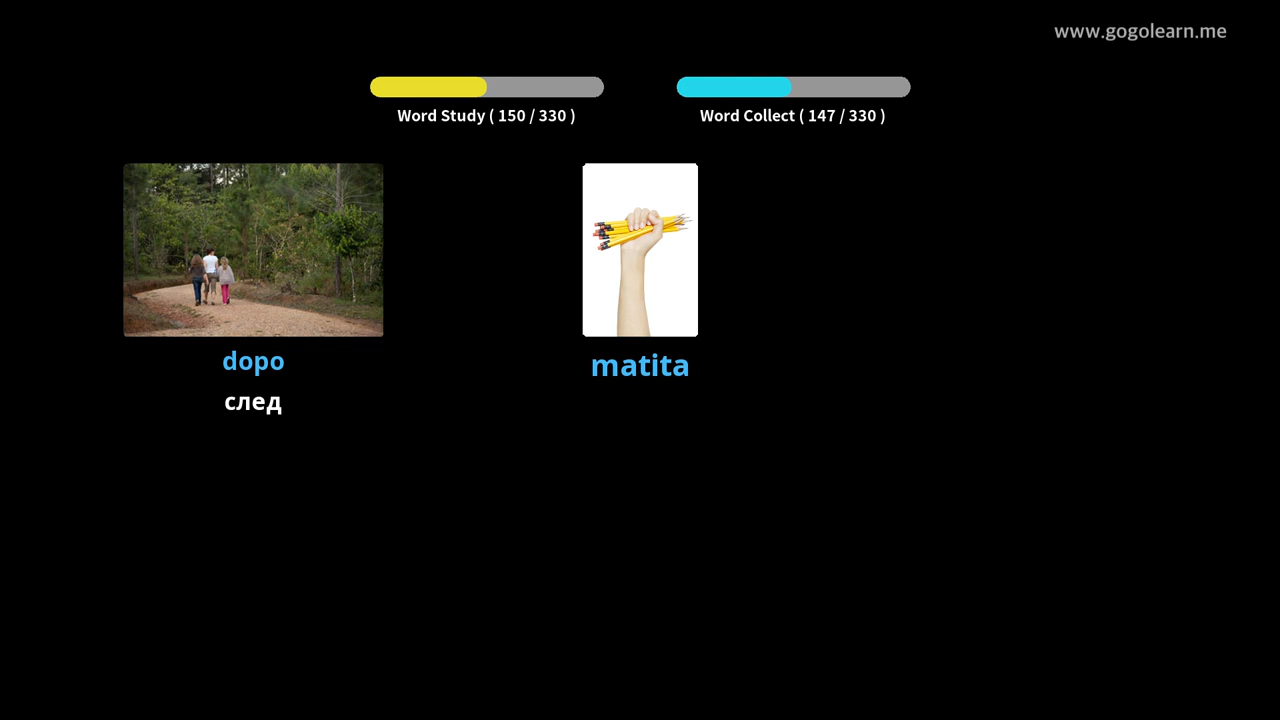 www.gogolearn.me
Word Study ( 150 / 330 )
Word Collect ( 147 / 330 )
dopo
след
matita